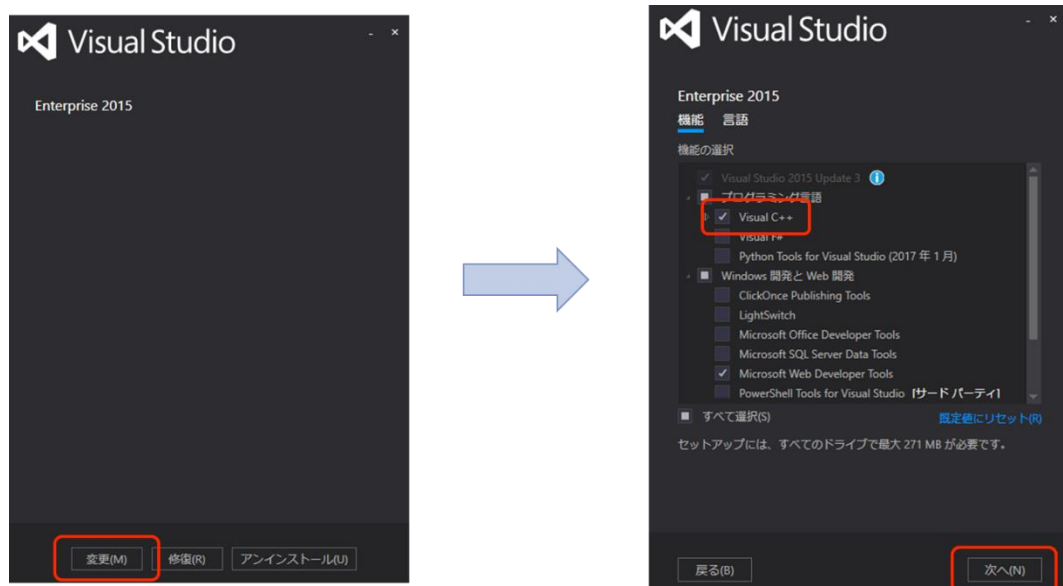 Visual Studio
Enterprise 2015
変更(M)
修復(R)
アンインストール(U)
Visual Studio
Enterprise 2015
機能 言語
機能の選択
Visual Studio 2015 Update 3
プログラミング言語
Visual C++
Visual F#
Python Tools for Visual Studio (2017 年 1 月)
Windows 開発と Web 開発
ClickOnce Publishing Tools
LightSwitch
Microsoft Office Developer Tools
Microsoft SQL Server Data Tools
Microsoft Web Developer Tools
PowerShell Tools for Visual Studio [サード パーティ]
すべて選択(S)
既定値にリセット(R)
セットアップには、すべてのドライブで最大 271 MB が必要です。
戻る(B)
次へ(N)